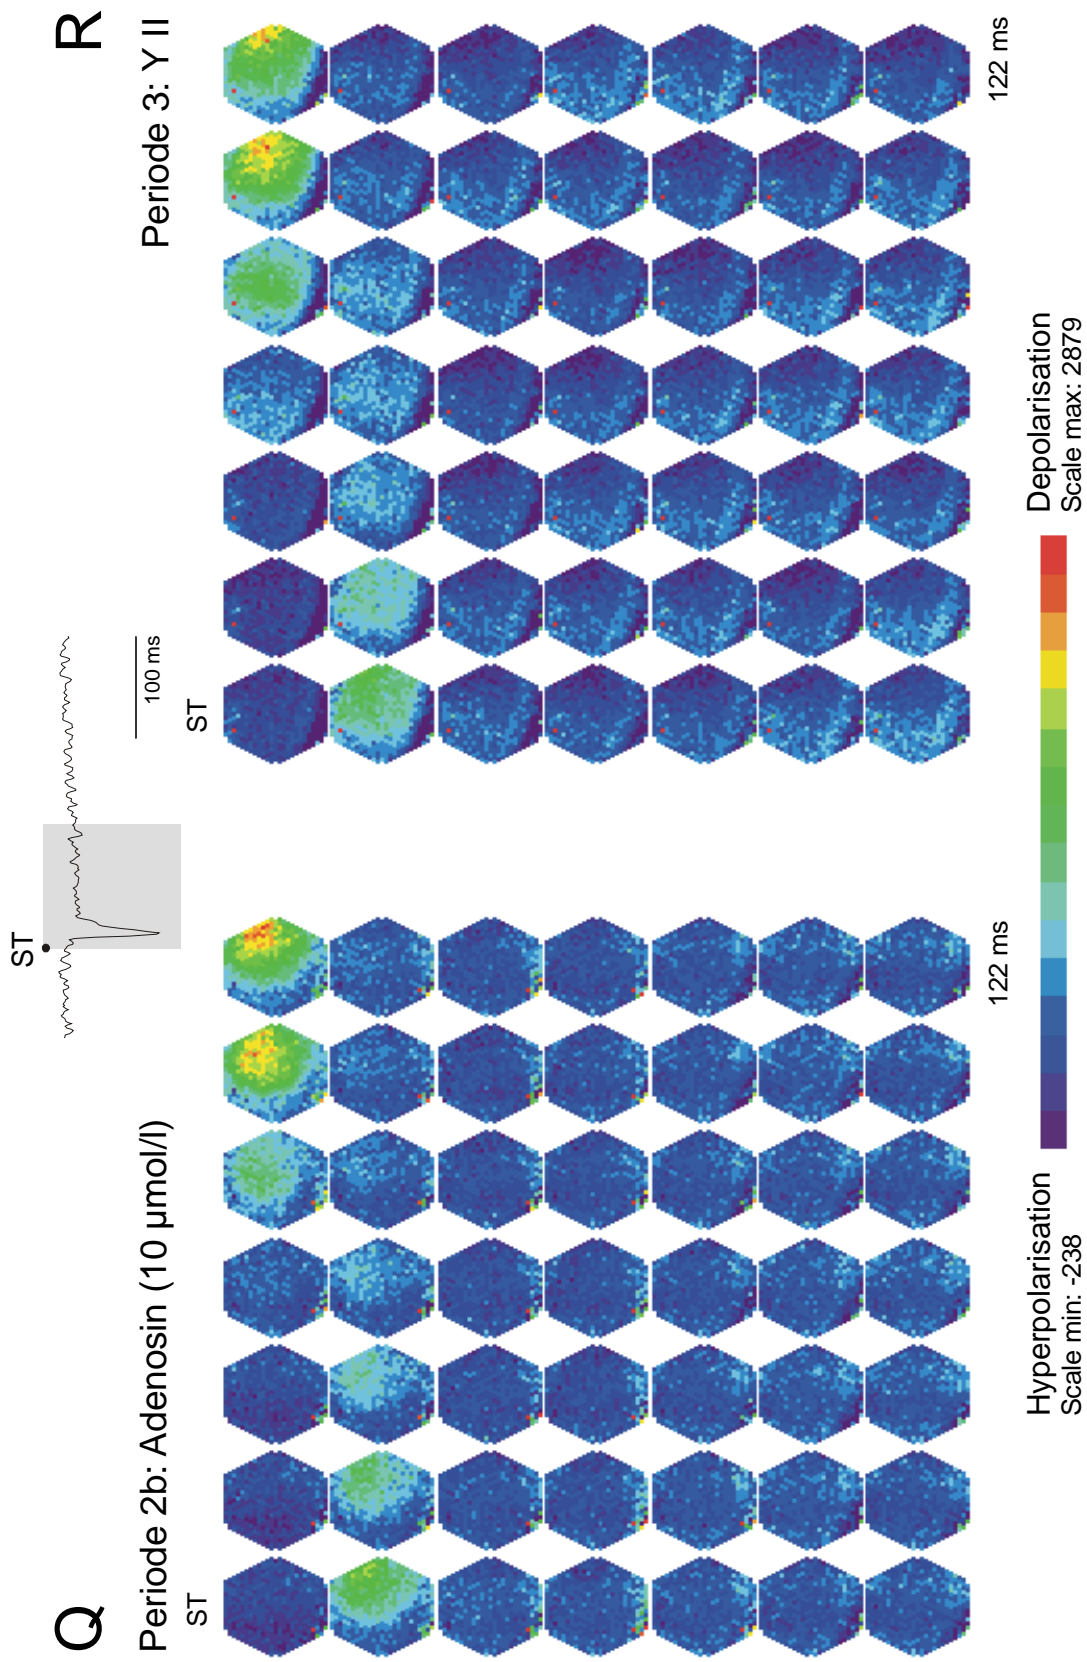 Q
Periode 2b: Adenosin (10 µmol/l)
ST
122 ms
ST
100 ms
R
Periode 3: Y II
ST
122 ms
Hyperpolarisation
Scale min: -238
Depolarisation
Scale max: 2879